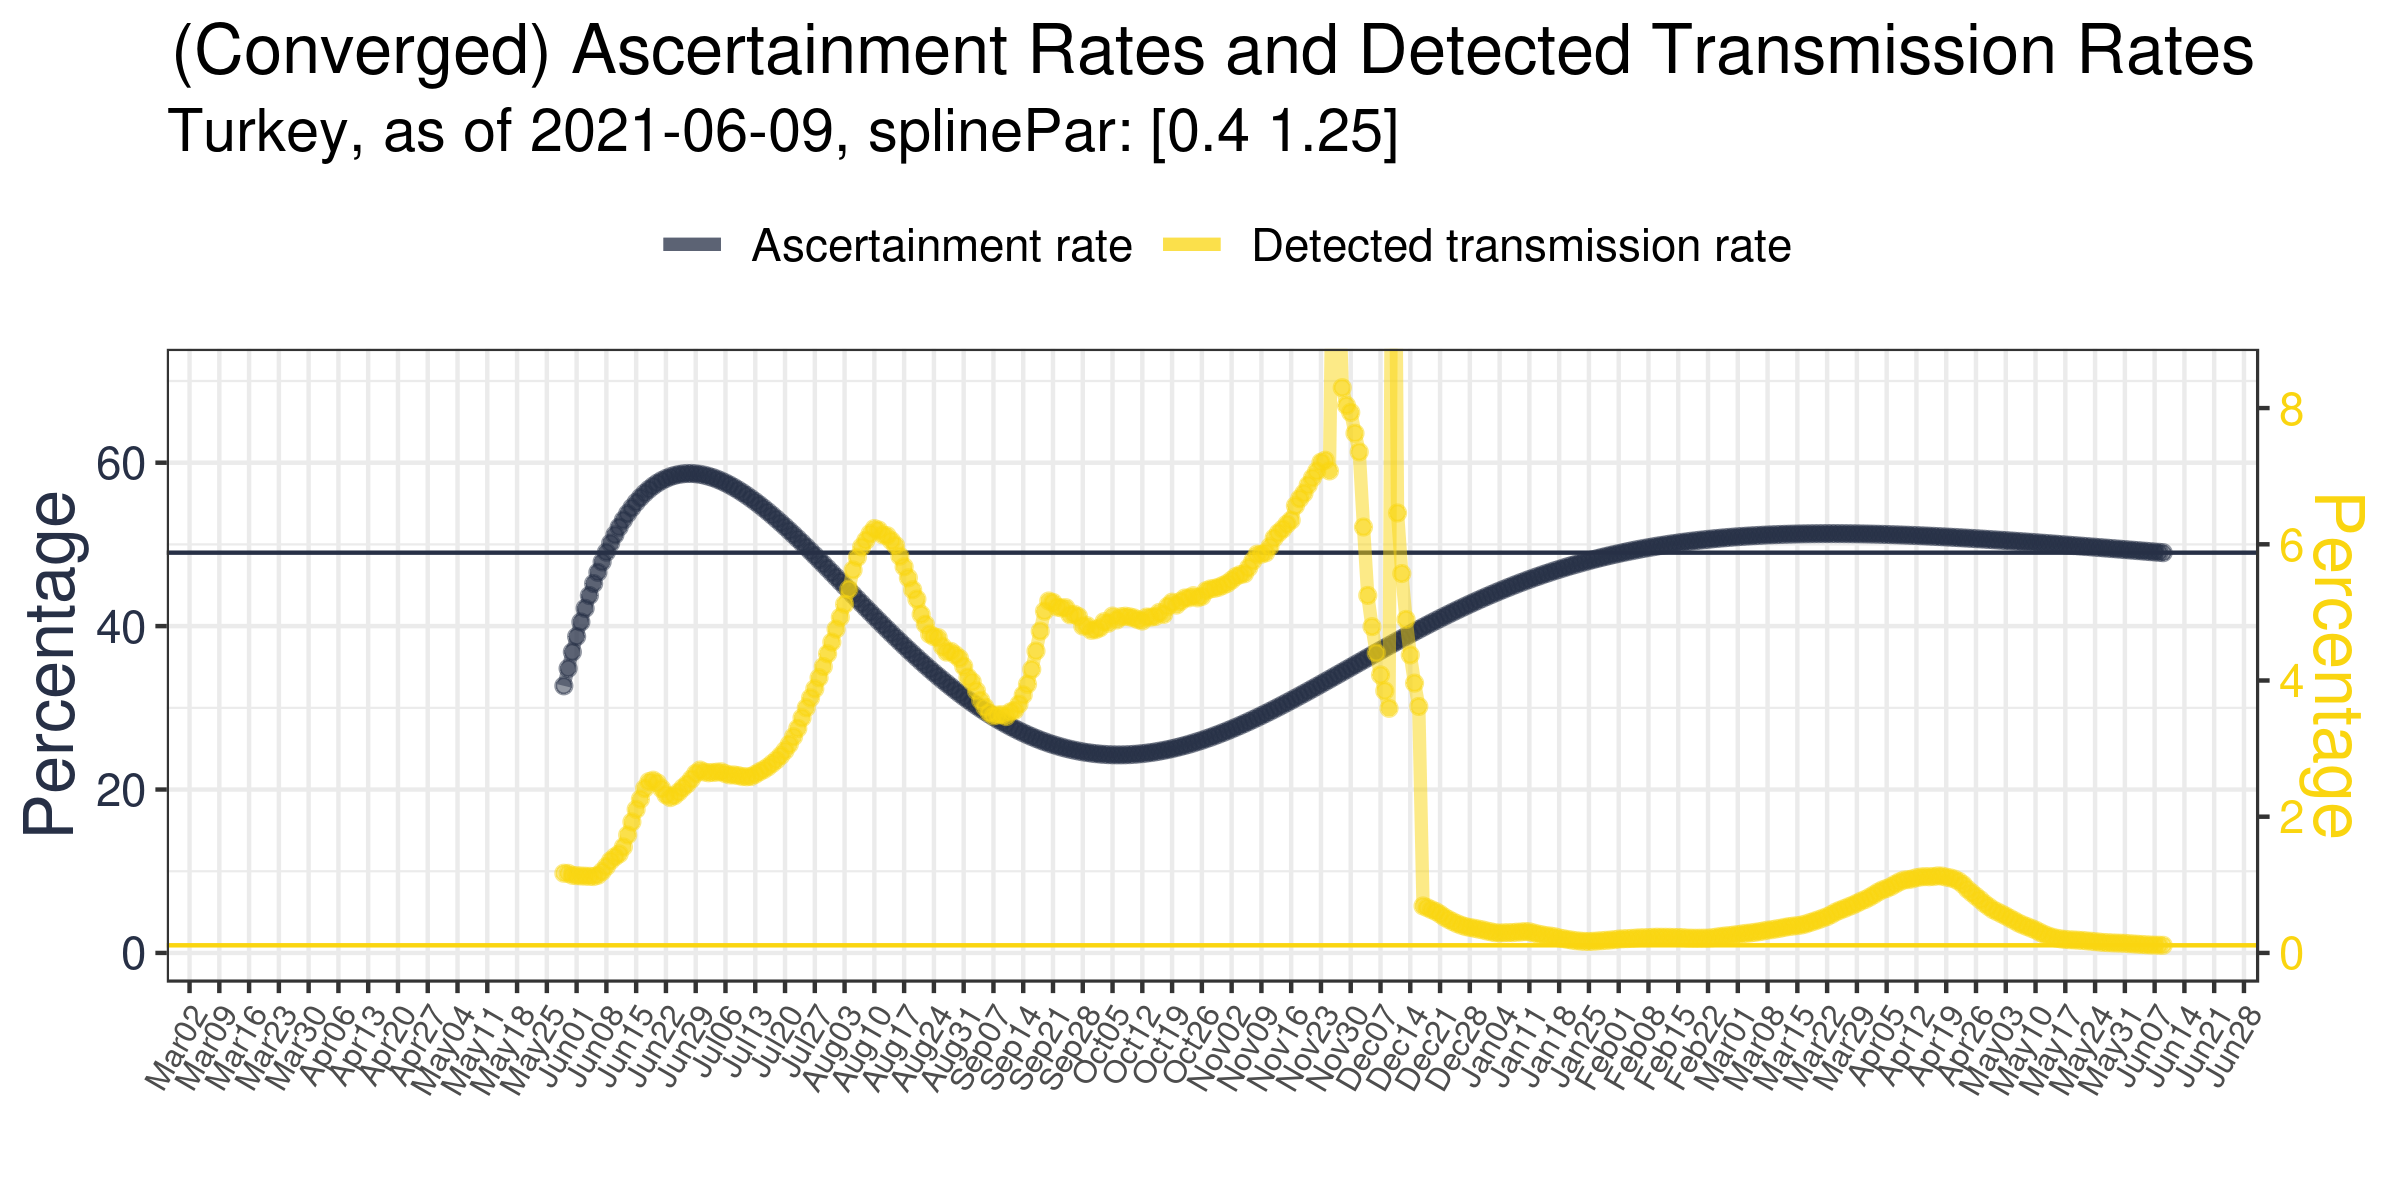 (Converged) Ascertainment Rates and Detected Transmission Rates
Turkey, as of 2021-06-09, splinePar: [0.4 1.25]
Ascertainment rate
Detected transmission rate
Percentage
60
40
20
0
8
6
4
2
0
Percentage
Mar02
Mar09
Mar16
Mar23
Mar30
Apr06
Apr13
Apr20
Apr27
May04
May11
May18
May25
Jun01
Jun08
Jun15
Jun22
Jun29
Jul06
Jul13
Jul20
Jul27
Aug03
Aug10
Aug17
Aug24
Aug31
Sep07
Sep14
Sep21
Sep28
Oct05
Oct12
Oct19
Oct26
Nov02
Nov09
Nov16
Nov23
Nov30
Dec07
Dec14
Dec21
Dec28
Jan04
Jan11
Jan18
Jan25
Feb01
Feb08
Feb15
Feb22
Mar01
Mar08
Mar15
Mar22
Mar29
Apr05
Apr12
Apr19
Apr26
May03
May10
May17
May24
May31
Jun07
Jun14
Jun21
Jun28